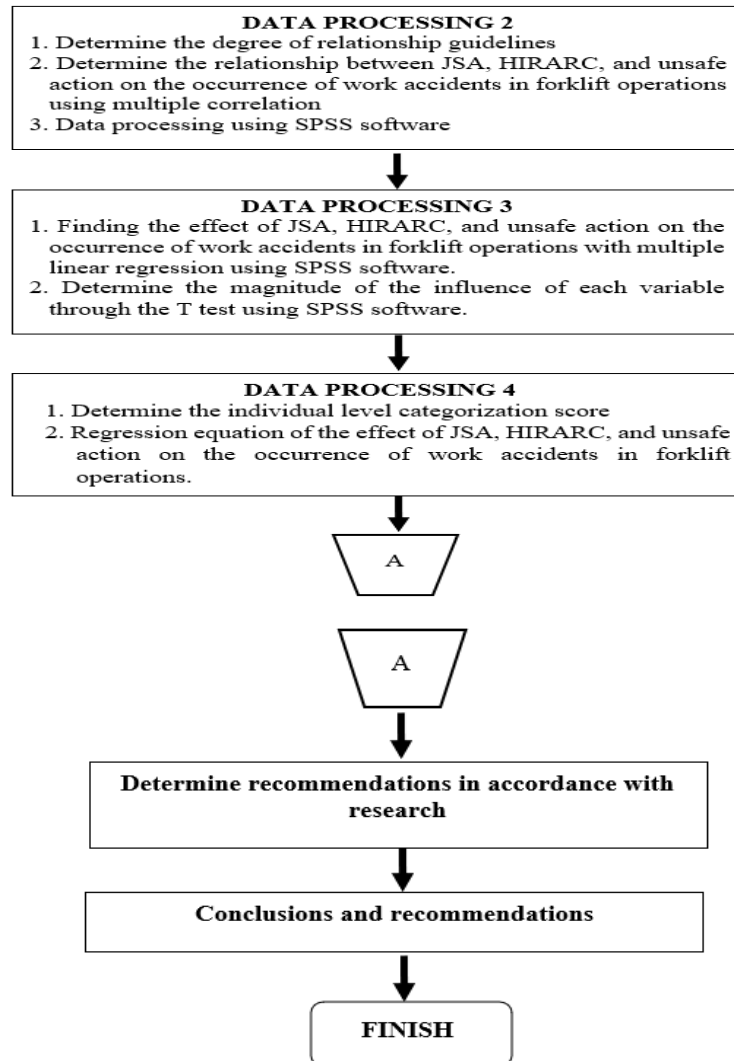 DATA PROCESSING 2
1. Determine the degree of relationship guidelines
2. Determine the relationship between JSA, HIRARC, and unsafe
action on the occurrence of work accidents in forklift operations
using multiple correlation
3. Data processing using SPSS software
DATA PROCESSING 3
1. Finding the effect of JSA, HIRARC, and unsafe action on the
occurrence of work accidents in forklift operations with multiple
linear regression using SPSS software.
2. Determine the magnitude of the influence of each variable
through the T test using SPSS software.
DATA PROCESSING 4
1. Determine the individual level categorization score
2. Regression equation of the effect of JSA, HIRARC, and unsafe
action on the occurrence of work accidents in forklift
operations.
A
A
Determine recommendations in accordance with
research
Conclusions and recommendations
FINISH